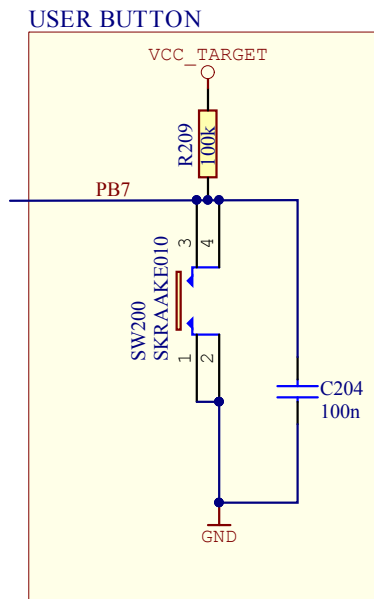 USER BUTTON
VCC_TARGET
R209
100k
PB7
3
4
SW200
SKRAAKE010
1
2
C204
100n
GND